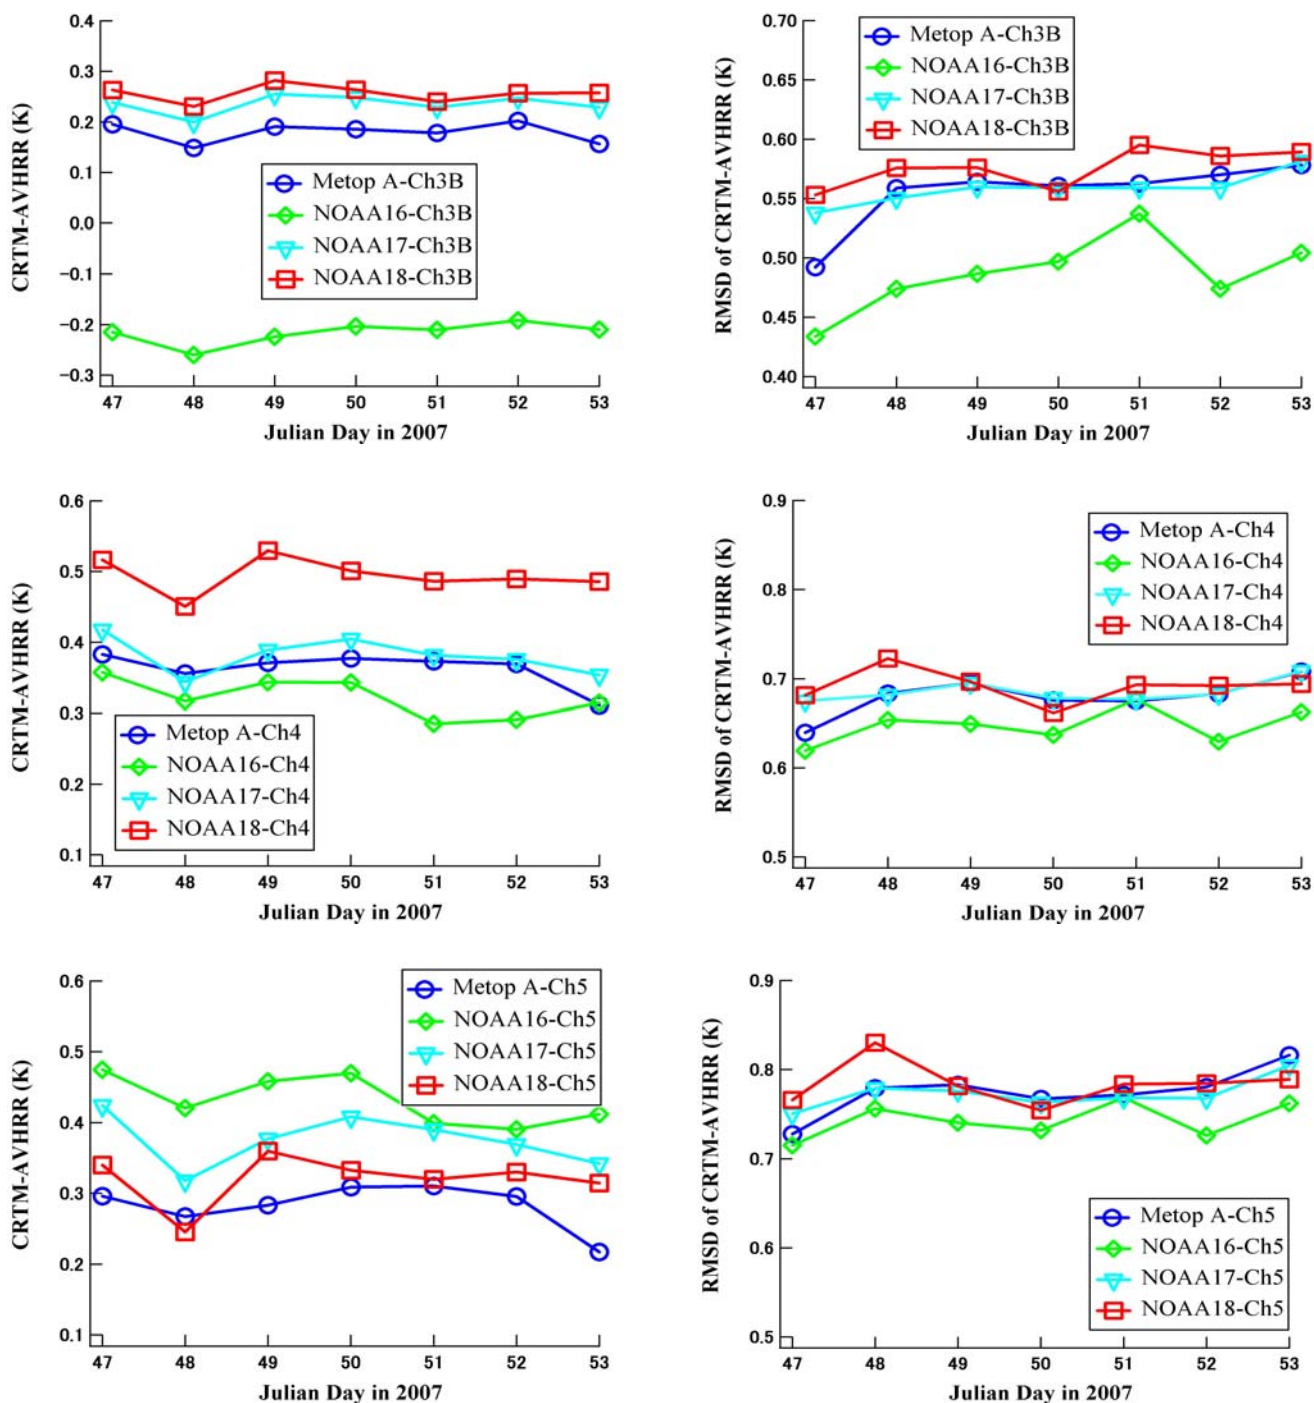 CRTM-AVHRR (K)
0.4
0.3
0.2
0.1
0.0
−0.1
−0.2
−0.3
Metop A-Ch3B
NOAA16-Ch3B
NOAA17-Ch3B
NOAA18-Ch3B
47 48 49 50 51 52 53
Julian Day in 2007
RMSD of CRTM-AVHRR (K)
0.70
0.65
0.60
0.55
0.50
0.45
0.40
Metop A-Ch3B
NOAA16-Ch3B
NOAA17-Ch3B
NOAA18-Ch3B
47 48 49 50 51 52 53
Julian Day in 2007
CRTM-AVHRR (K)
0.6
0.5
0.4
0.3
0.2
0.1
Metop A-Ch4
NOAA16-Ch4
NOAA17-Ch4
NOAA18-Ch4
47 48 49 50 51 52 53
Julian Day in 2007
RMSD of CRTM-AVHRR (K)
0.9
0.8
0.7
0.6
0.5
Metop A-Ch4
NOAA16-Ch4
NOAA17-Ch4
NOAA18-Ch4
47 48 49 50 51 52 53
Julian Day in 2007
CRTM-AVHRR (K)
0.6
0.5
0.4
0.3
0.2
0.1
Metop A-Ch5
NOAA16-Ch5
NOAA17-Ch5
NOAA18-Ch5
47 48 49 50 51 52 53
Julian Day in 2007
RMSD of CRTM-AVHRR (K)
0.9
0.8
0.7
0.6
0.5
Metop A-Ch5
NOAA16-Ch5
NOAA17-Ch5
NOAA18-Ch5
47 48 49 50 51 52 53
Julian Day in 2007